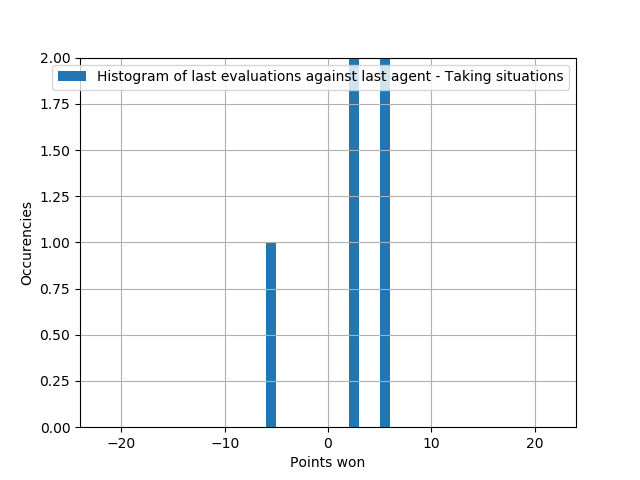 Histogram of last evaluations against last agent - Taking situations
2.00
1.75
1.50
1.25
1.00
0.75
0.50
0.25
0.00
Occurencies
−20 −10 0 10 20
Points won